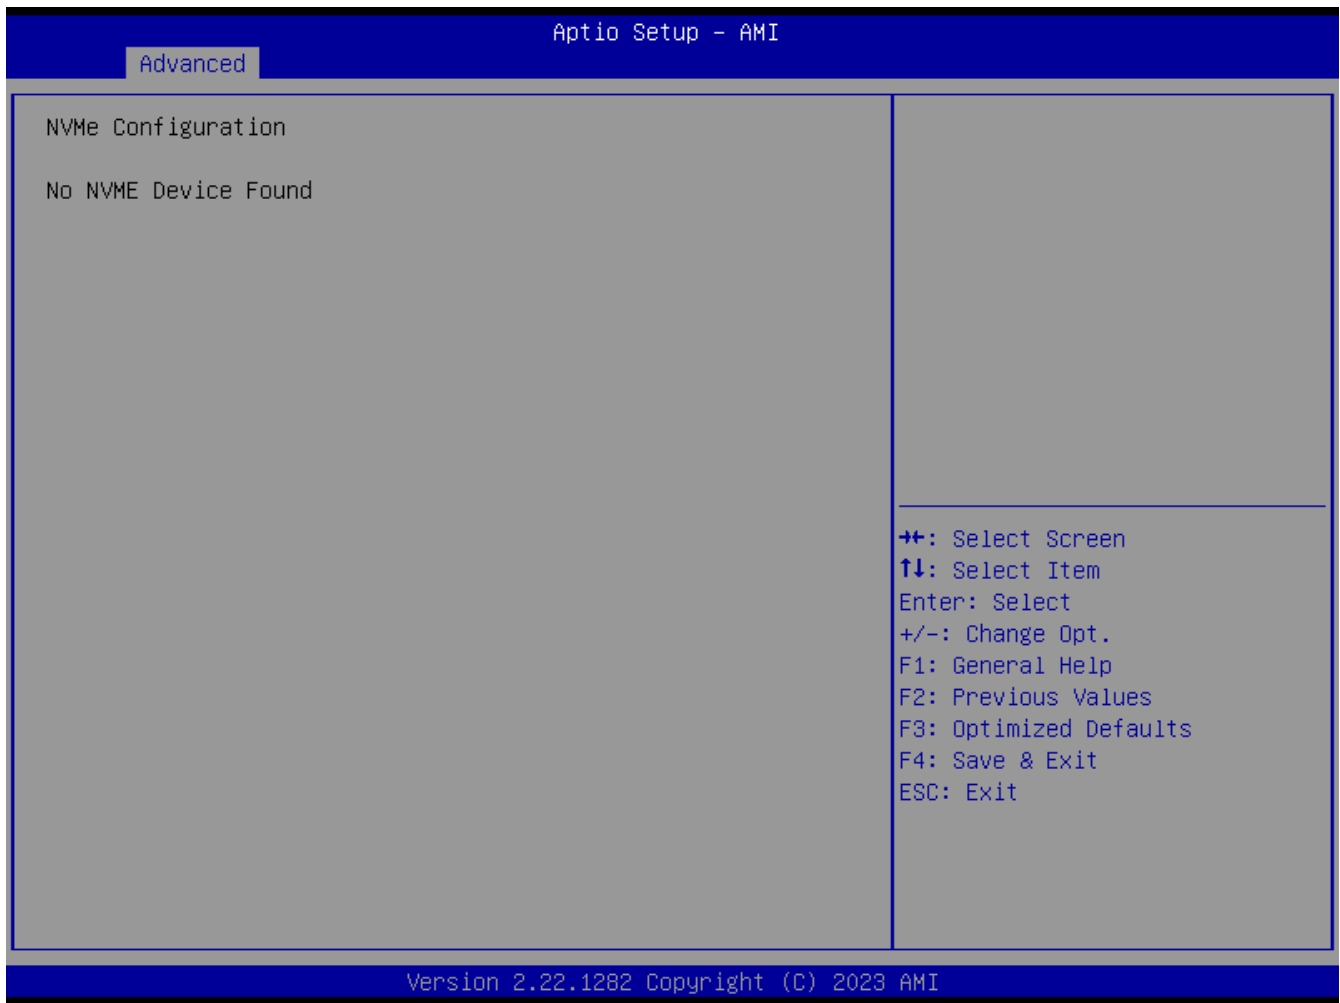 Aptio Setup – AMI
Advanced
NVMe Configuration
No NVME Device Found
→←: Select Screen
↑↓: Select Item
Enter: Select
+/-: Change Opt.
F1: General Help
F2: Previous Values
F3: Optimized Defaults
F4: Save & Exit
ESC: Exit
Version 2.22.1282 Copyright (C) 2023 AMI